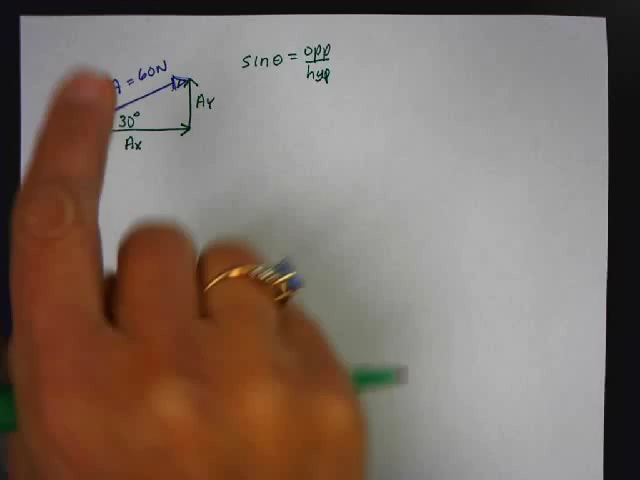 A = 60N
sinθ = opp/hyp
Ay
30°
Ax